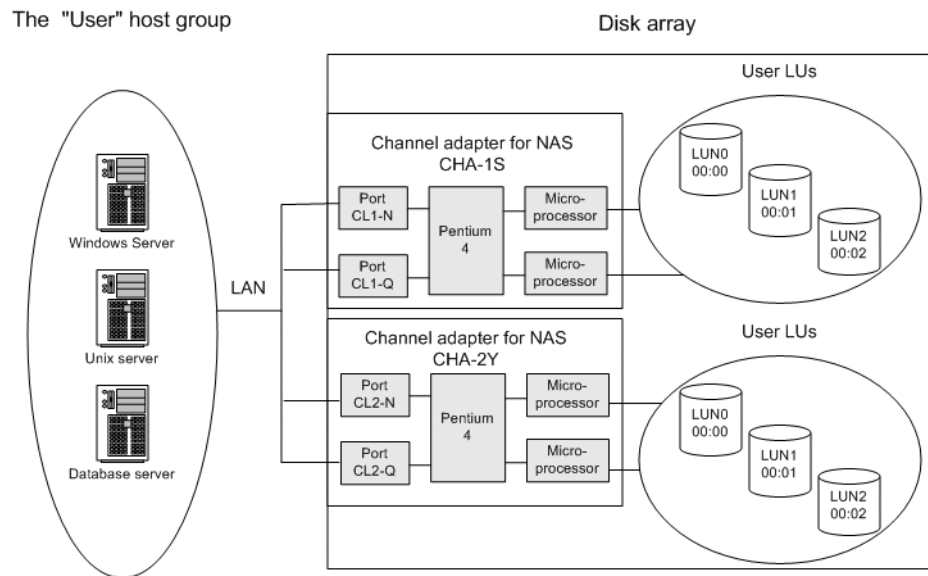 The "User" host group
Disk array
Windows Server
Unix server
Database server
LAN
Channel adapter for NAS
CHA-1S
Port
CL1-N
Port
CL1-Q
Pentium
4
Micro-
processor
Micro-
processor
User LUs
LUN0
00:00
LUN1
00:01
LUN2
00:02
Channel adapter for NAS
CHA-2Y
Port
CL2-N
Port
CL2-Q
Pentium
4
Micro-
processor
Micro-
processor
User LUs
LUN0
00:00
LUN1
00:01
LUN2
00:02